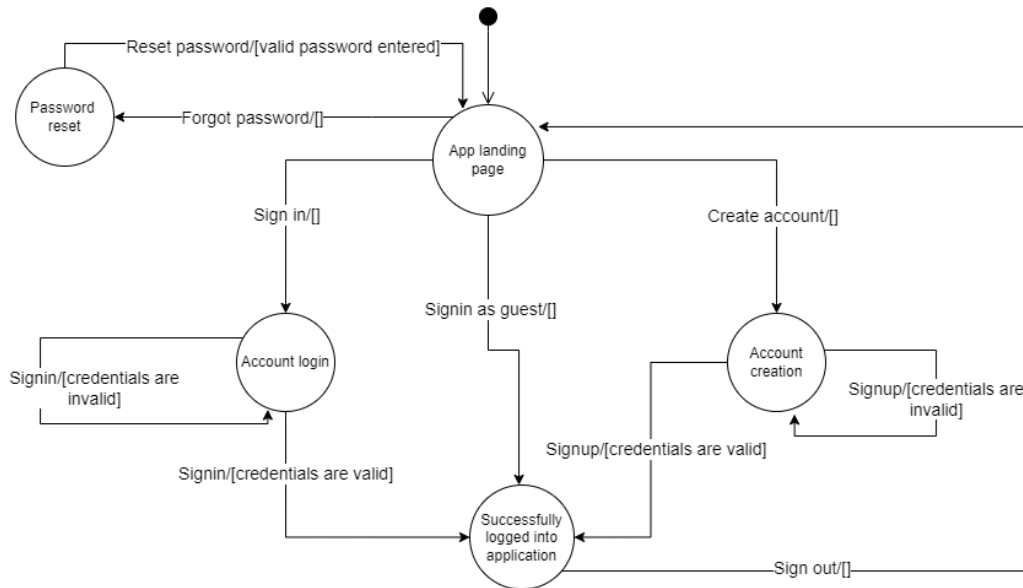 Reset password/[valid password entered]
Password
reset
Forgot password/[]
App landing
page
Sign in/[]
Create account/[]
Signin as guest/[]
Account login
Account
creation
Signin/[credentials are
invalid]
Signup/[credentials are
invalid]
Signup/[credentials are valid]
Signin/[credentials are valid]
Successfully
logged into
application
Sign out/[]